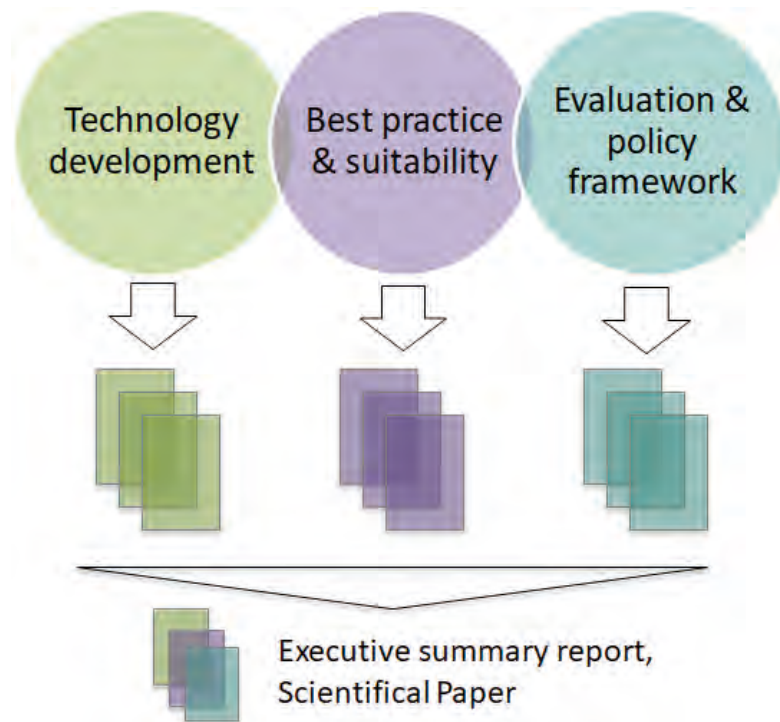 Technology
development
Best practice
& suitability
Evaluation &
policy
framework
Executive summary report,
Scientifical Paper